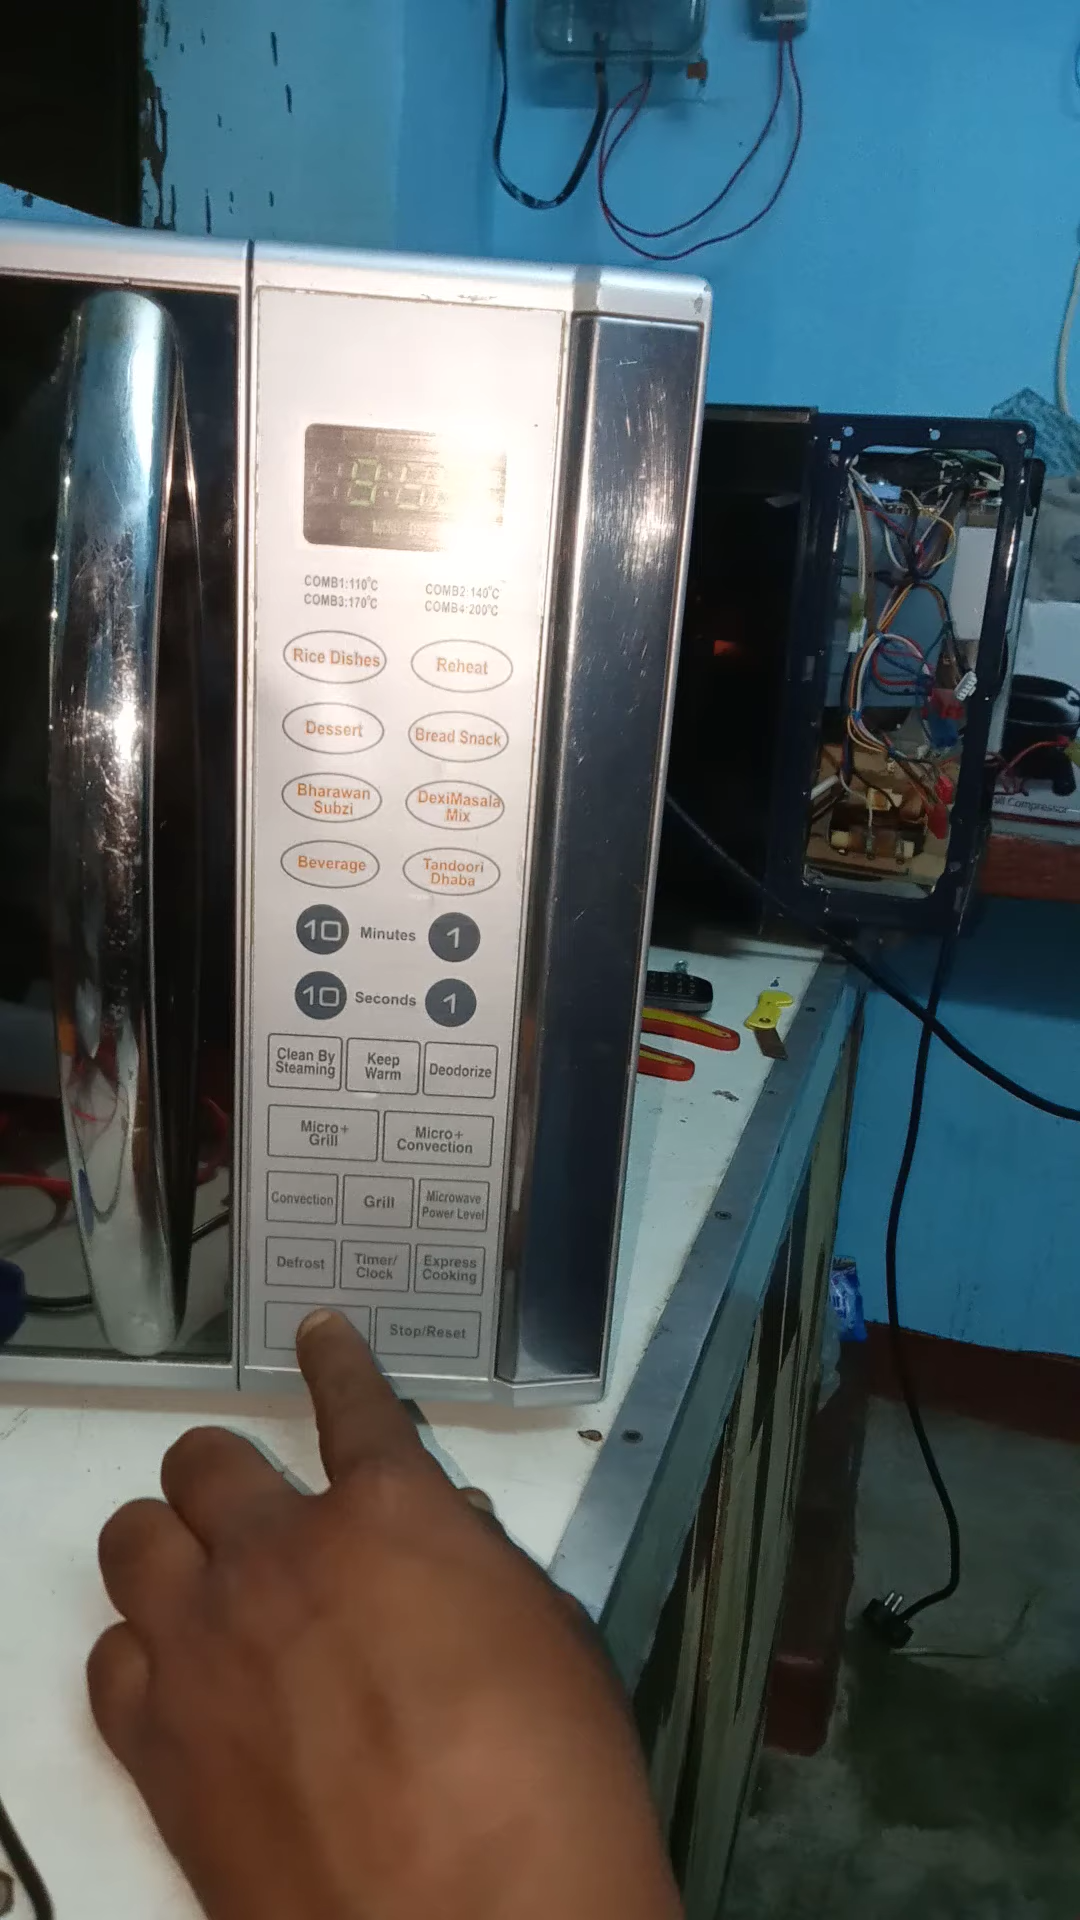 COMB1:110°C
COMB2:140°C
COMB3:170°C
COMB4:200°C
Rice Dishes
Reheat
Dessert
Bread Snack
Bharawan
Subzi
DexiMasala
Mix
Beverage
Tandoori
Dhaba
10 Minutes 1
10 Seconds 1
Clean By
Steaming
Keep
Warm
Deodorize
Micro+
Grill
Micro+
Convection
Convection
Grill
Microwave
Power Level
Defrost
Timer/
Clock
Express
Cooking
Stop/Reset
Compressor